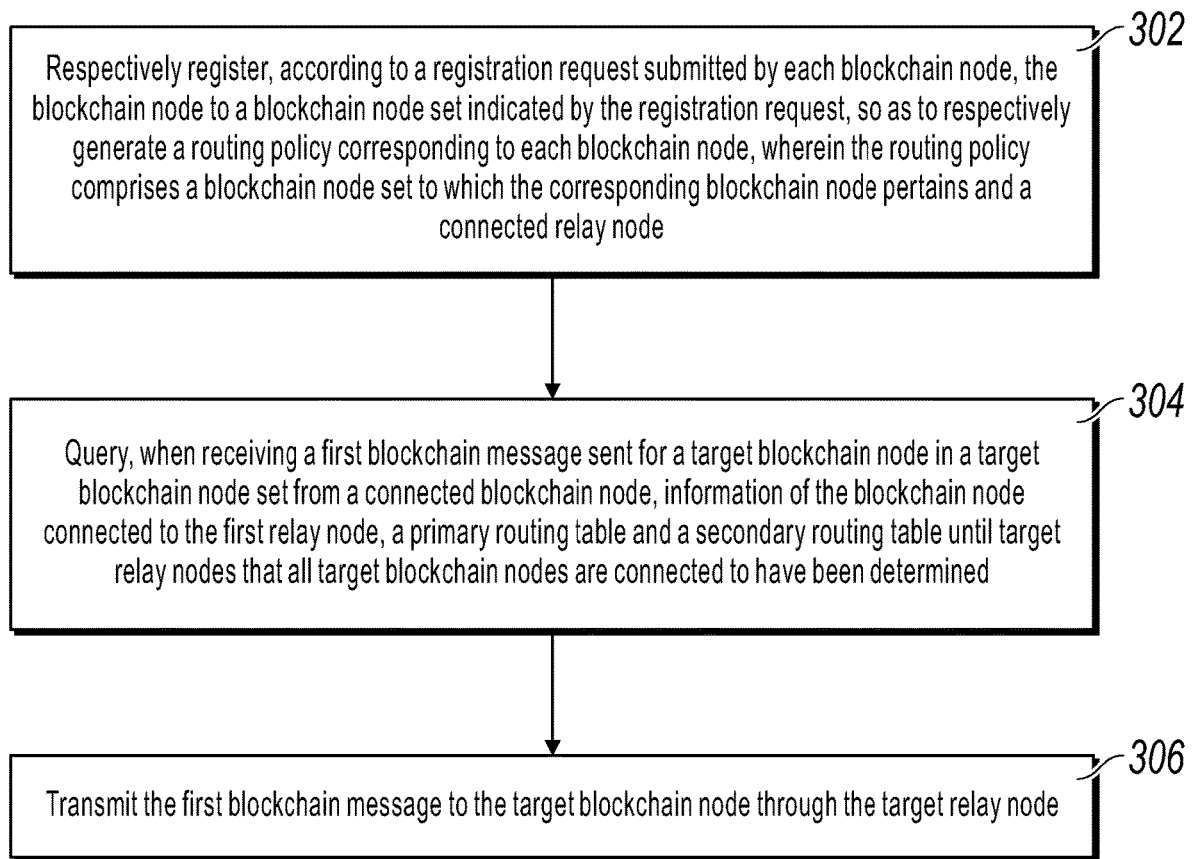 302
Respectively register, according to a registration request submitted by each blockchain node, the
blockchain node to a blockchain node set indicated by the registration request, so as to respectively
generate a routing policy corresponding to each blockchain node, wherein the routing policy
comprises a blockchain node set to which the corresponding blockchain node pertains and a
connected relay node
304
Query, when receiving a first blockchain message sent for a target blockchain node in a target
blockchain node set from a connected blockchain node, information of the blockchain node
connected to the first relay node, a primary routing table and a secondary routing table until target
relay nodes that all target blockchain nodes are connected to have been determined
306
Transmit the first blockchain message to the target blockchain node through the target relay node